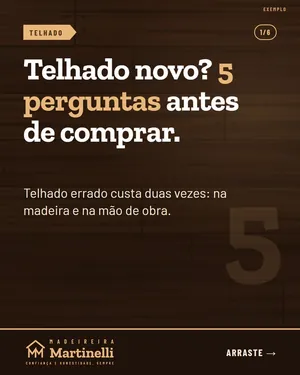 EXEMPLO
TELHADO
1/6
Telhado novo? 5
perguntas antes
de comprar.
Telhado errado custa duas vezes: na
madeira e na mão de obra.
5
MADEIREIRA
Martinelli
CONFIANÇA E HONESTIDADE, SEMPRE
ARRASTE →